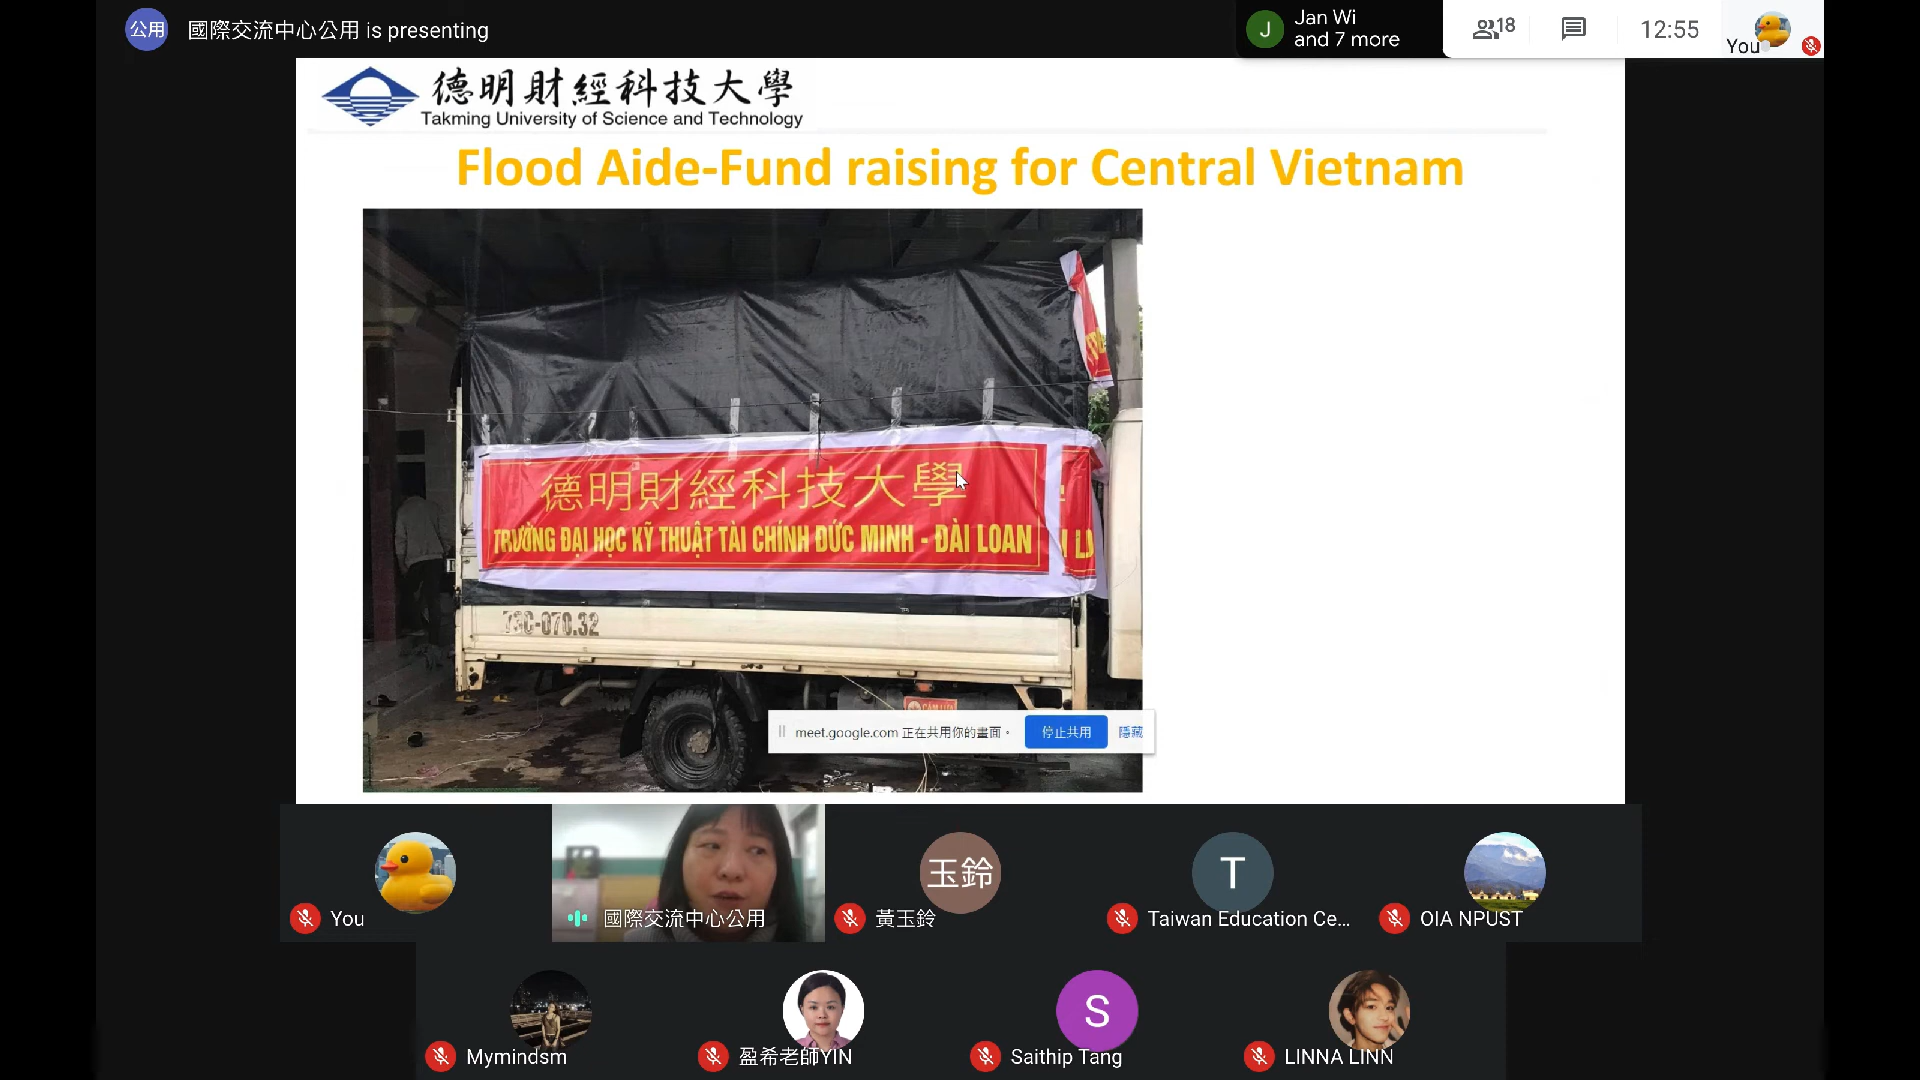 公用
國際交流中心公用 is presenting
J
Jan Wi
and 7 more
18
12:55
You
德明財經科技大學
Takming University of Science and Technology
Flood Aide-Fund raising for Central Vietnam
德明財經科技大學
TRƯỜNG ĐẠI HỌC KỸ THUẬT TÀI CHÍNH ĐỨC MINH - ĐÀI LOAN
73C-070.32
CẤM LỬA
meet.google.com 正在共用你的畫面。
停止共用
隱藏
You
國際交流中心公用
玉鈴
黃玉鈴
T
Taiwan Education Ce...
OIA NPUST
Mymindsm
盈希老師YIN
S
Saithip Tang
LINNA LINN